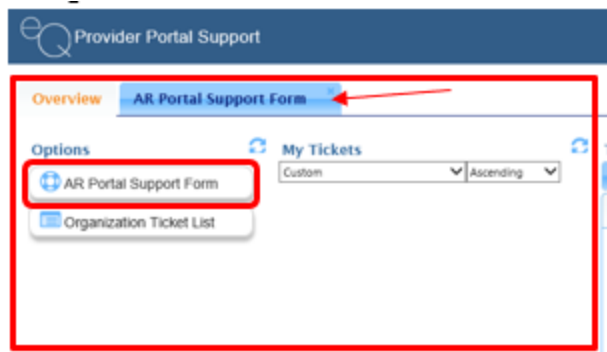 eQ Provider Portal Support
Overview AR Portal Support Form
Options My Tickets
Custom Ascending
AR Portal Support Form
Organization Ticket List